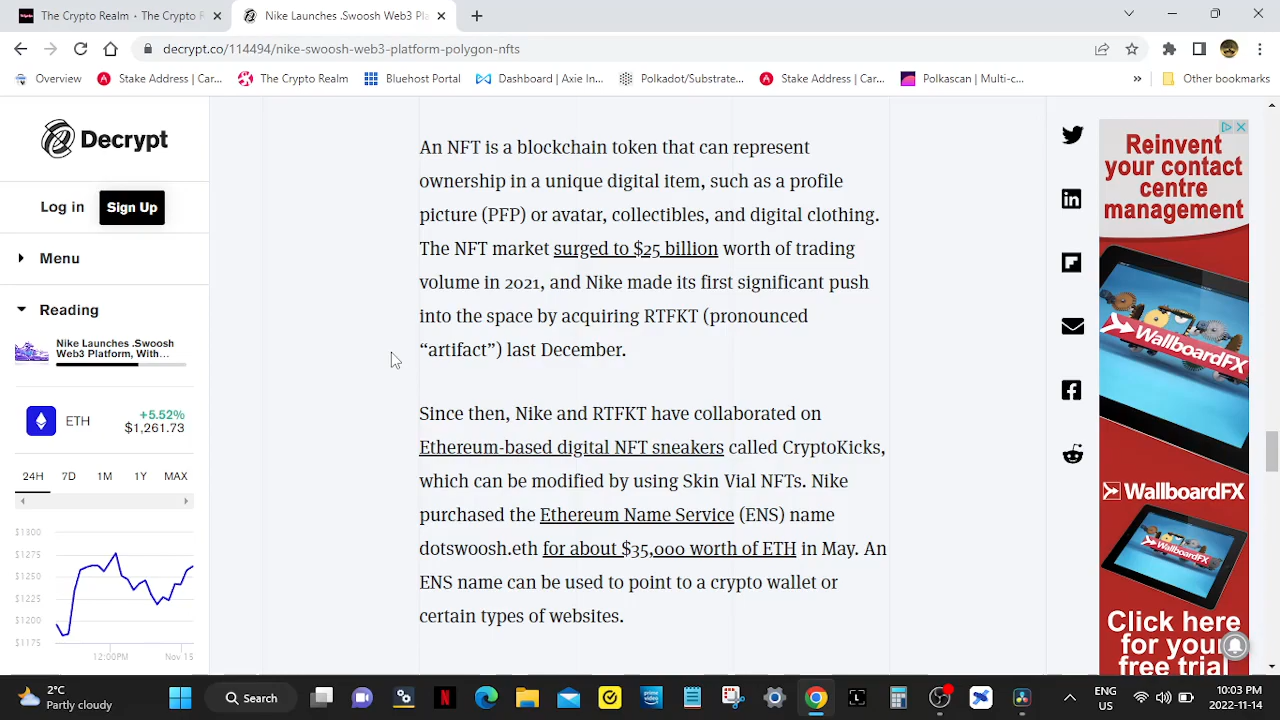 The Crypto Realm • The Crypto R
Nike Launches .Swoosh Web3 Pl
decrypt.co/114494/nike-swoosh-web3-platform-polygon-nfts
Overview
Stake Address | Car...
The Crypto Realm
Bluehost Portal
Dashboard | Axie In...
Polkadot/Substrate...
Stake Address | Car...
Polkascan | Multi-c...
Other bookmarks
Decrypt
Log in
Sign Up
Menu
Reading
Nike Launches .Swoosh
Web3 Platform, With...
ETH
+5.52%
$1,261.73
24H 7D 1M 1Y MAX
$1300
$1275
$1250
$1225
$1200
$1175
12:00PM Nov 15
An NFT is a blockchain token that can represent
ownership in a unique digital item, such as a profile
picture (PFP) or avatar, collectibles, and digital clothing.
The NFT market surged to $25 billion worth of trading
volume in 2021, and Nike made its first significant push
into the space by acquiring RTFKT (pronounced
“artifact”) last December.
Since then, Nike and RTFKT have collaborated on
Ethereum-based digital NFT sneakers called CryptoKicks,
which can be modified by using Skin Vial NFTs. Nike
purchased the Ethereum Name Service (ENS) name
dotswoosh.eth for about $35,000 worth of ETH in May. An
ENS name can be used to point to a crypto wallet or
certain types of websites.
Reinvent
your contact
centre
management
WallboardFX
WallboardFX
Click here
for your
free trial
2°C
Partly cloudy
Search
prime
video
ENG
CMS
10:03 PM
2022-11-14